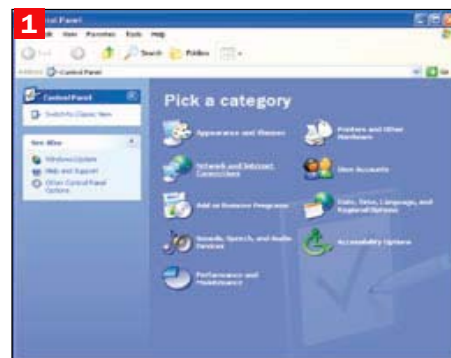 1
Control Panel
View Favorites Tools Help
Search Folders
Address Control Panel Go
Control Panel
Switch to Classic View
See Also
Windows Update
Help and Support
Other Control Panel
Options
Pick a category
Appearance and Themes
Printers and Other
Hardware
Network and Internet
Connections
User Accounts
Add or Remove Programs
Date, Time, Language, and
Regional Options
Sounds, Speech, and Audio
Devices
Accessibility Options
Performance and
Maintenance